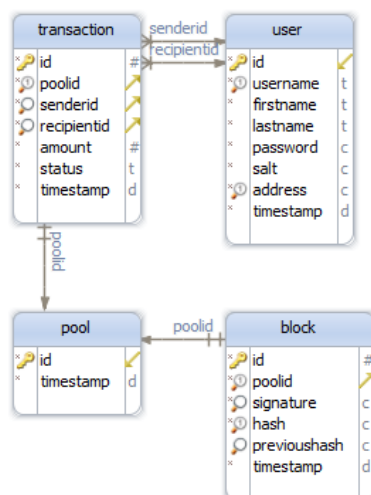 transaction
id #
poolid
senderid
recipientid
amount #
status t
timestamp d
senderid
recipientid
user
id
username t
firstname t
lastname t
password c
salt c
address c
timestamp d
poolid
pool
id
timestamp d
poolid
block
id #
poolid
signature c
hash c
previoushash c
timestamp d